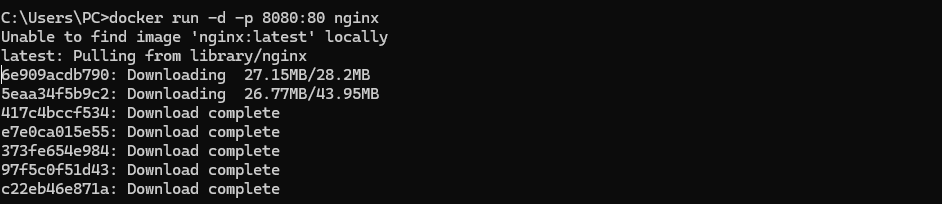 C:\Users\PC>docker run -d -p 8080:80 nginx
Unable to find image 'nginx:latest' locally
latest: Pulling from library/nginx
6e909acdb790: Downloading  27.15MB/28.2MB
5eaa34f5b9c2: Downloading  26.77MB/43.95MB
417c4bccf534: Download complete
e7e0ca015e55: Download complete
373fe654e984: Download complete
97f5c0f51d43: Download complete
c22eb46e871a: Download complete